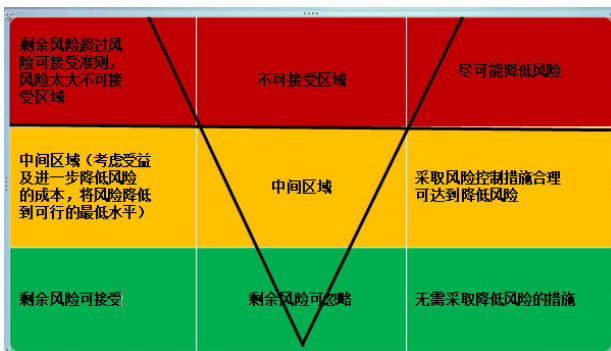 剩余风险超过风
险可接受准则，
风险太大不可接
受区域
不可接受区域
尽可能降低风险
中间区域（考虑受益
及进一步降低风险
的成本，将风险降低
到可行的最低水平）
中间区域
采取风险控制措施合理
可达到降低风险
剩余风险可接受
剩余风险可忽略
无需采取降低风险的措施